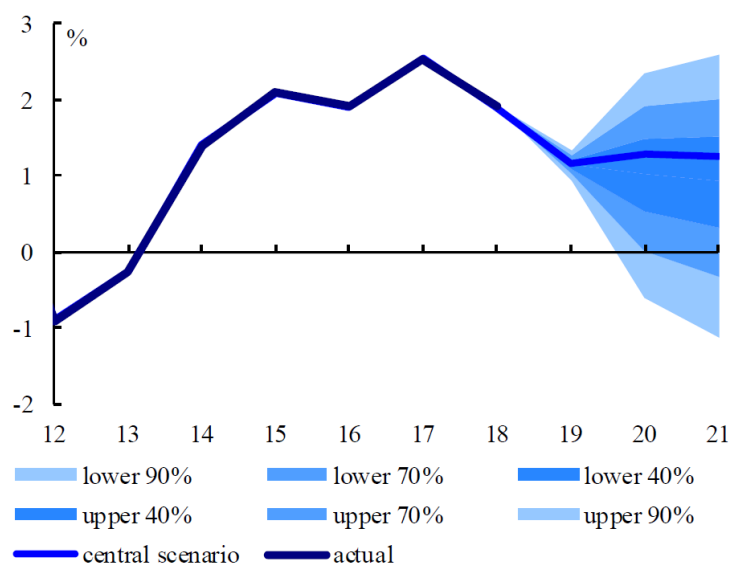 3
%
2
1
0
-1
-2
12 13 14 15 16 17 18 19 20 21
lower 90% lower 70% lower 40%
upper 40% upper 70% upper 90%
central scenario actual